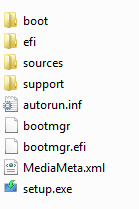 boot
efi
sources
support
autorun.inf
bootmgr
bootmgr.efi
MediaMeta.xml
setup.exe